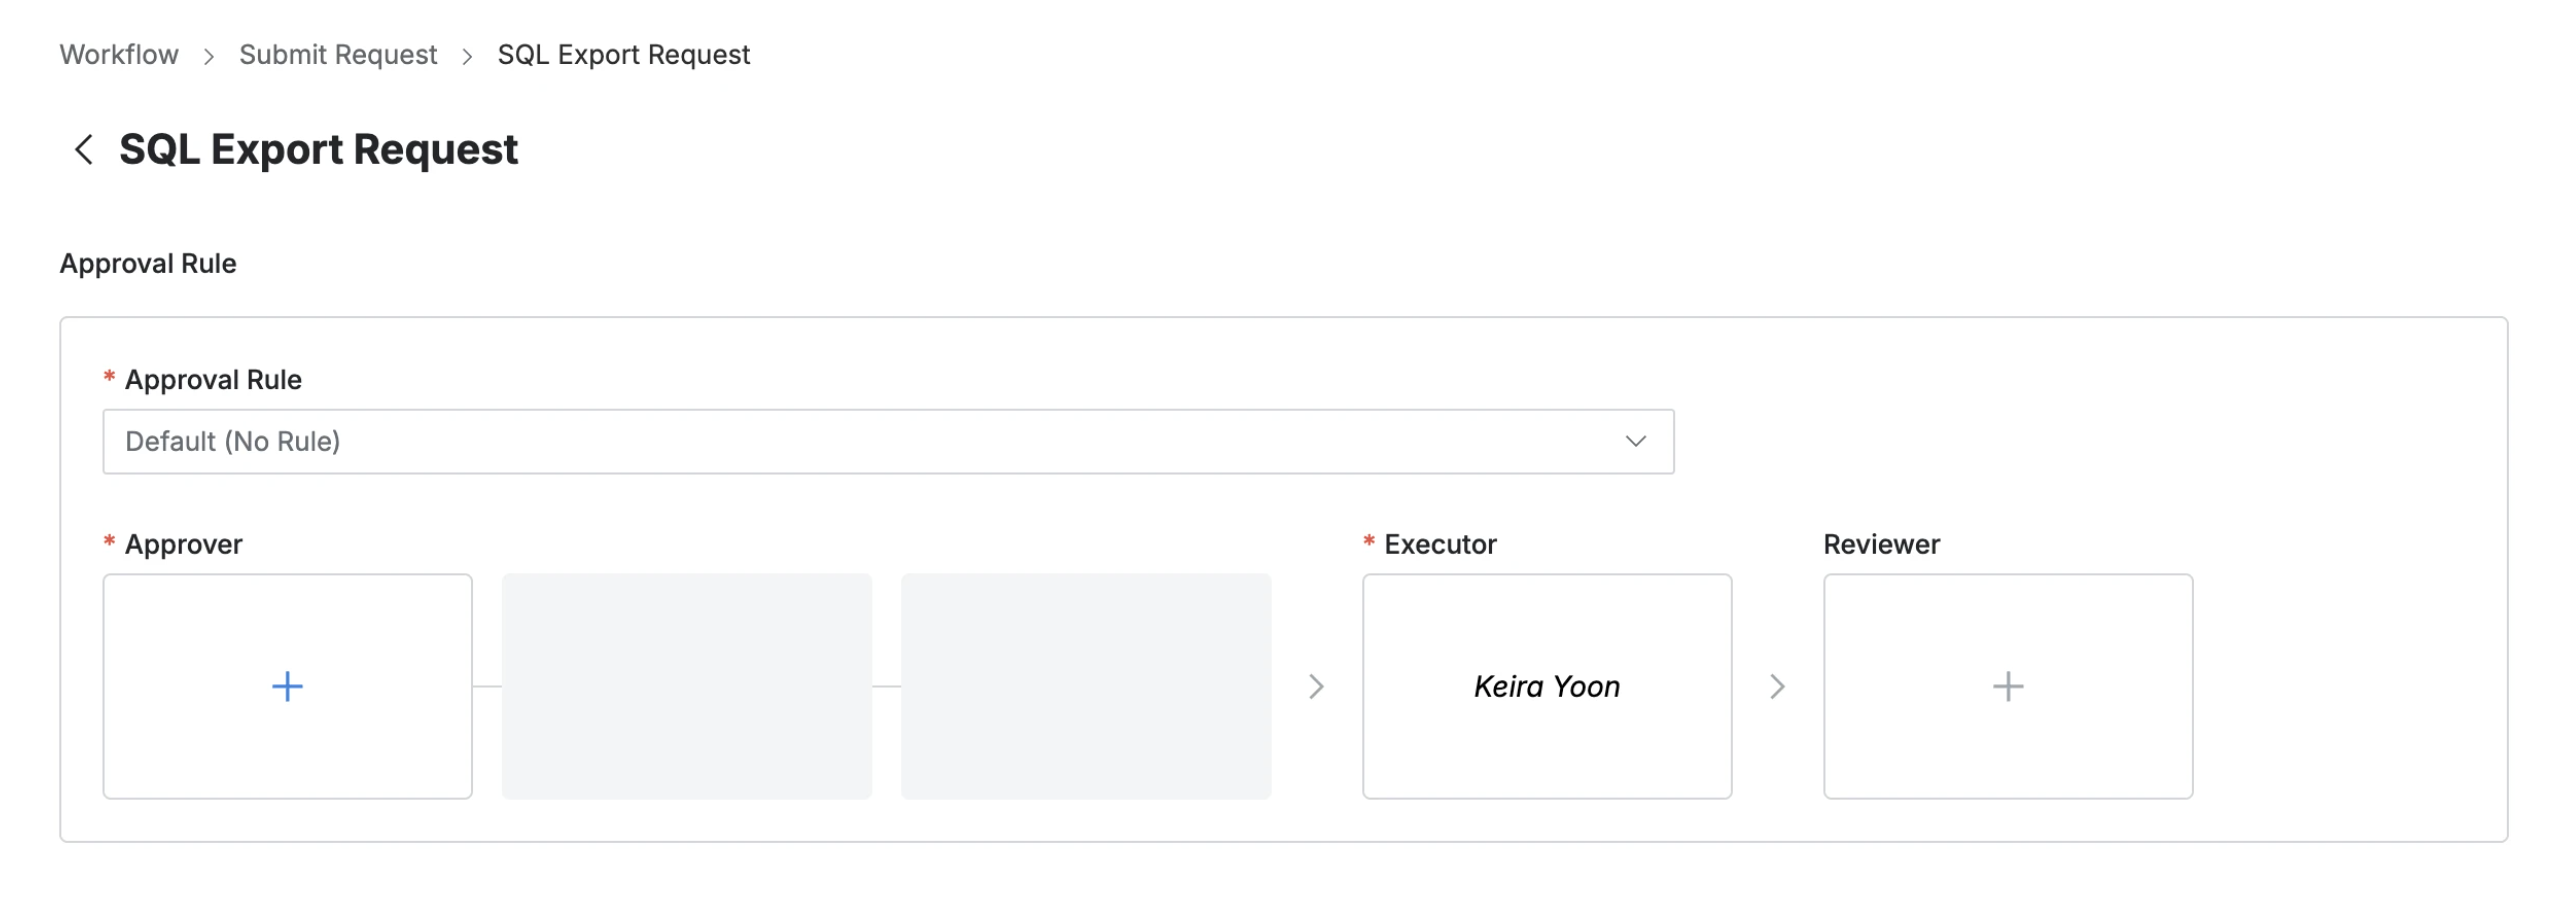 Workflow > Submit Request > SQL Export Request
SQL Export Request
Approval Rule
* Approval Rule
Default (No Rule)
* Approver
* Executor
Reviewer
Keira Yoon